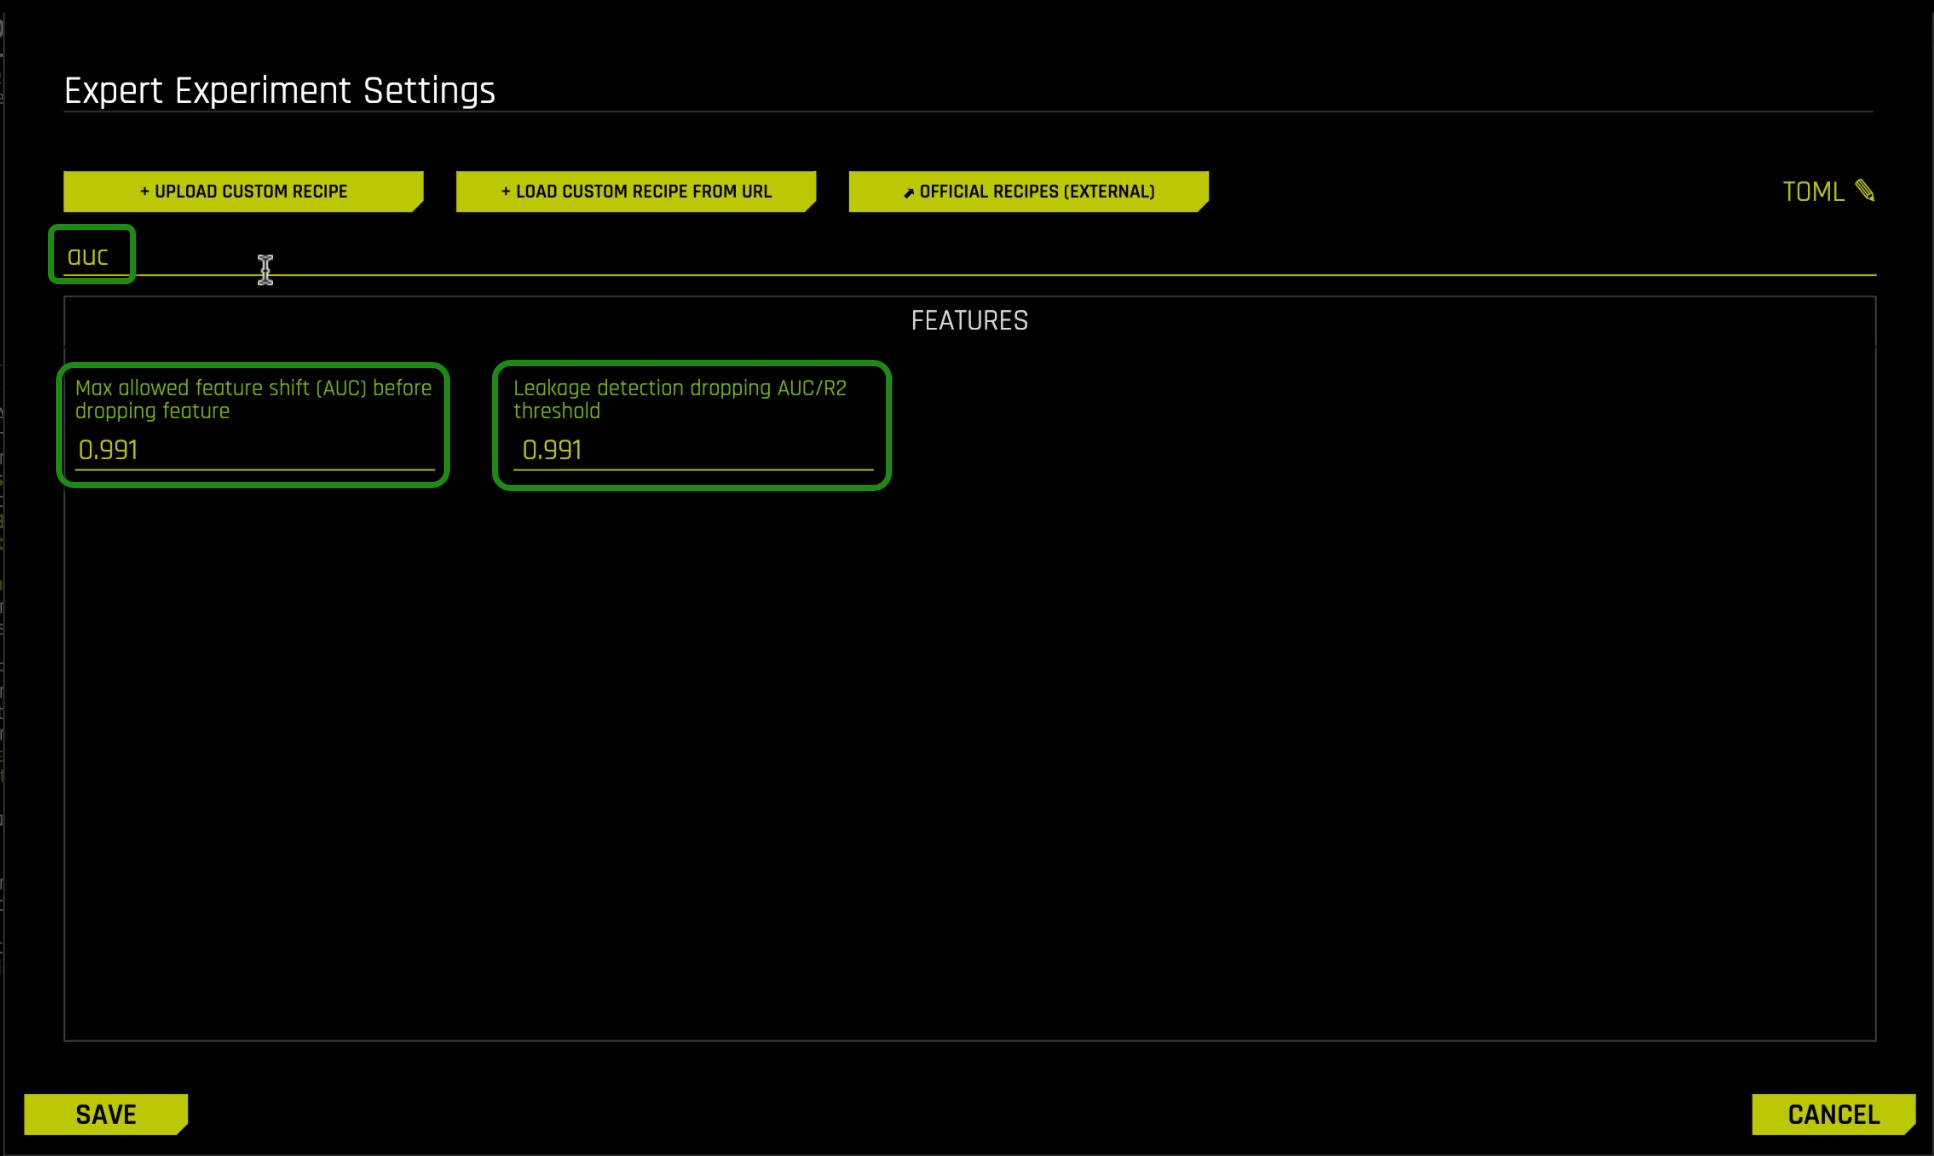 Expert Experiment Settings
+ UPLOAD CUSTOM RECIPE
+ LOAD CUSTOM RECIPE FROM URL
OFFICIAL RECIPES (EXTERNAL)
TOML
auc
FEATURES
Max allowed feature shift (AUC) before
dropping feature
0.991
Leakage detection dropping AUC/R2
threshold
0.991
SAVE
CANCEL